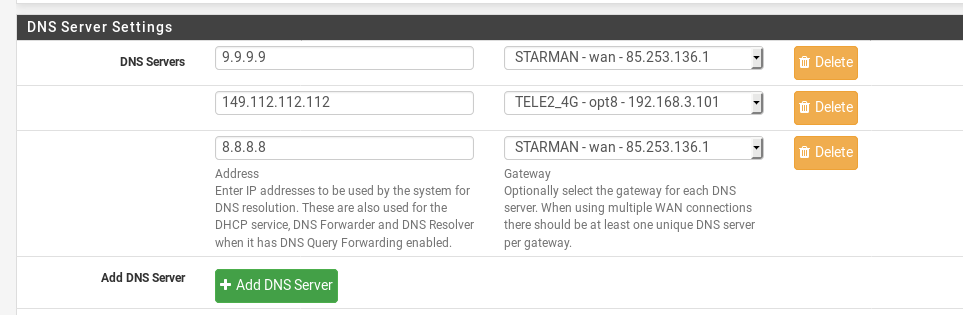 DNS Server Settings
DNS Servers 9.9.9.9 STARMAN - wan - 85.253.136.1 Delete
149.112.112.112 TELE2_4G - opt8 - 192.168.3.101 Delete
8.8.8.8 STARMAN - wan - 85.253.136.1 Delete
Address
Enter IP addresses to be used by the system for
DNS resolution. These are also used for the
DHCP service, DNS Forwarder and DNS Resolver
when it has DNS Query Forwarding enabled.
Gateway
Optionally select the gateway for each DNS
server. When using multiple WAN connections
there should be at least one unique DNS server
per gateway.
Add DNS Server + Add DNS Server